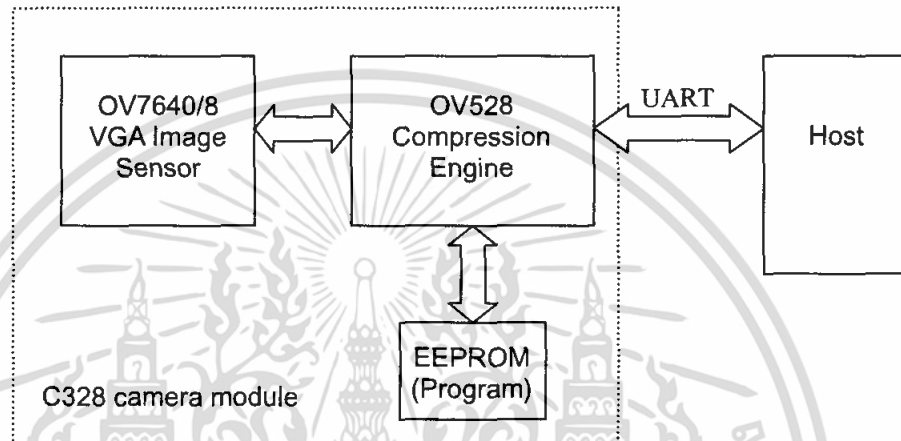 OV7640/8
VGA Image
Sensor
OV528
Compression
Engine
UART
Host
EEPROM
(Program)
C328 camera module